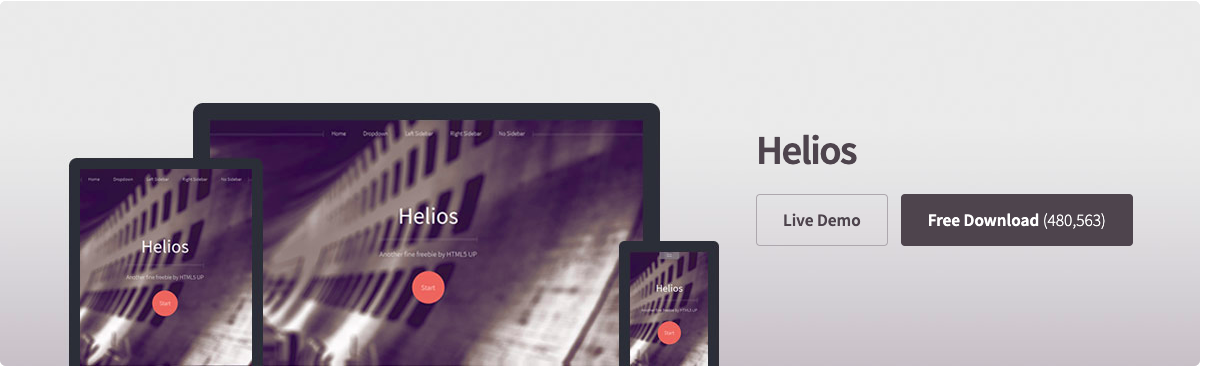 Home Dropdown Left Sidebar Right Sidebar No Sidebar
Helios
Another fine freebie by HTML5 UP
Start
Home Dropdown Left Sidebar Right Sidebar No Sidebar
Helios
Another fine freebie by HTML5 UP
Start
Helios
Another fine freebie by HTML5 UP
Start
Helios
Live Demo
Free Download (480,563)